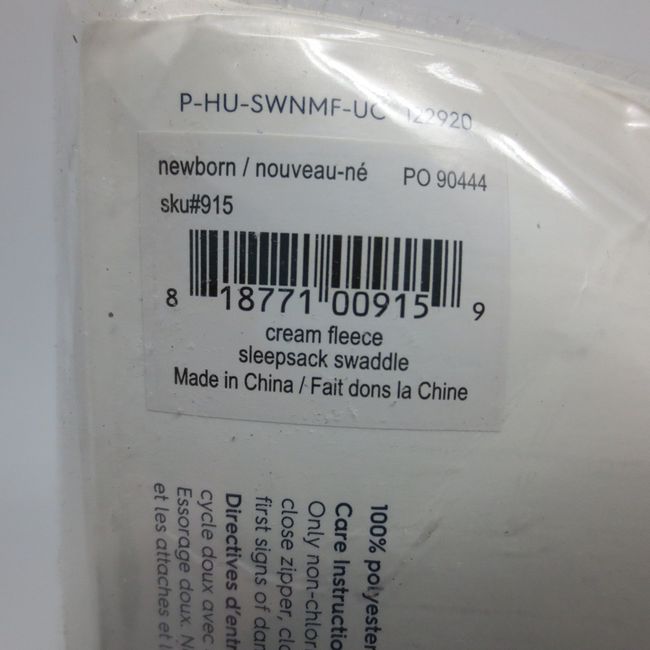 P-HU-SWNMF-UC 122920
newborn / nouveau-né PO 90444
sku#915
8 18771 00915 9
cream fleece
sleepsack swaddle
Made in China / Fait dons la Chine
100% polyester
Care Instructio
Only non-chlor
close zipper, clo
first signs of dan
Directives d'entr
cycle doux avec
Essorage doux. N
et les attaches et l